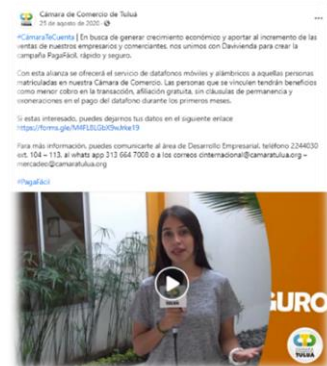 Cámara de Comercio de Tuluá
25 de agosto de 2020 ·
#CámaraTeCuenta | En busca de generar crecimiento económico y aportar al incremento de las
ventas de nuestros empresarios y comerciantes, nos unimos con Davivienda para crear la
campaña PagaFácil, rápido y seguro.
Con esta alianza se ofrecerá el servicio de datafonos móviles y alámbricos a aquellas personas
matriculadas en nuestra Cámara de Comercio. Las personas que se vinculen tendrán beneficios
como menor cobro en la transacción, afiliación gratuita, sin cláusulas de permanencia y
exoneraciones en el pago del datafono durante los primeros meses.
Si estas interesado, puedes dejarnos tus datos en el siguiente enlace
Para más información, puedes comunicarte al área de Desarrollo Empresarial, teléfono 2244030
ext. 104 – 113, al whats app 313 664 7008 o a los correos cinternacional@camaratulua.org –
mercadeo@camaratulua.org
#PagaFácil
TULUÁ
URO
TULUÁ